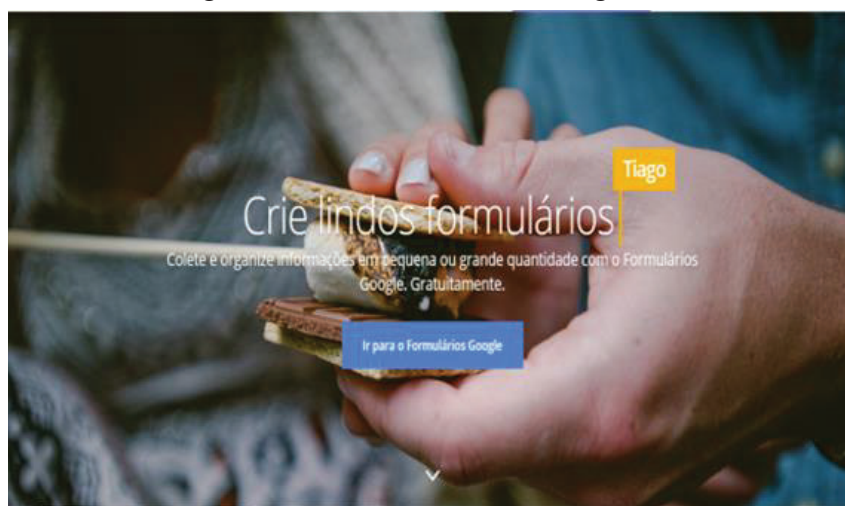 Tiago
Crie lindos formulários
Colete e organize informações em pequena ou grande quantidade com o Formulários
Google. Gratuitamente.
Ir para o Formulários Google